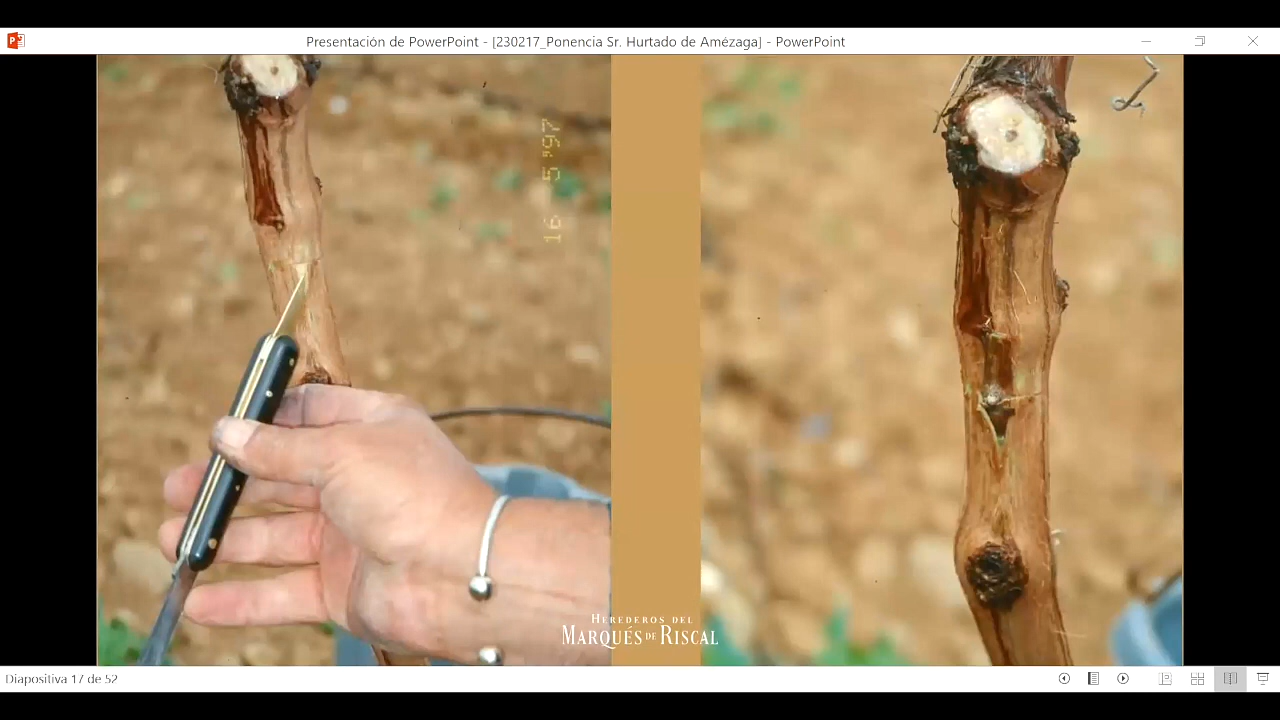 Presentación de PowerPoint - [230217_Ponencia Sr. Hurtado de Amézaga] - PowerPoint
16 5'97
HEREDEROS DEL
MARQUÉS DE RISCAL
Diapositiva 17 de 52